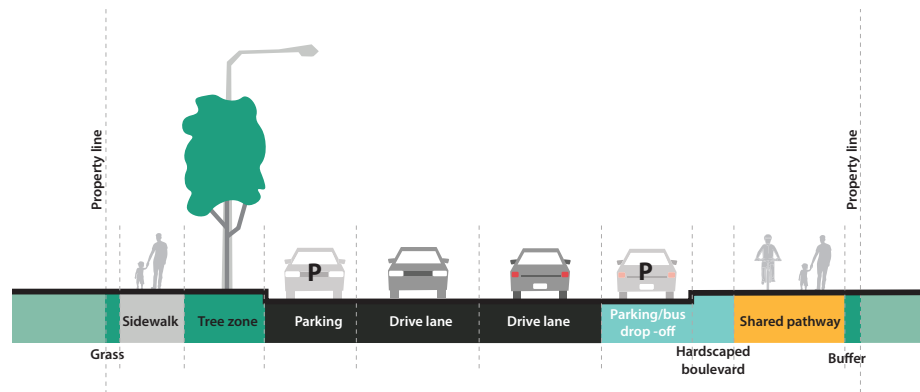 Property line
Property line
P
P
Sidewalk
Tree zone
Parking
Drive lane
Drive lane
Parking/bus
drop -off
Shared pathway
Grass
Hardscaped
boulevard
Buffer